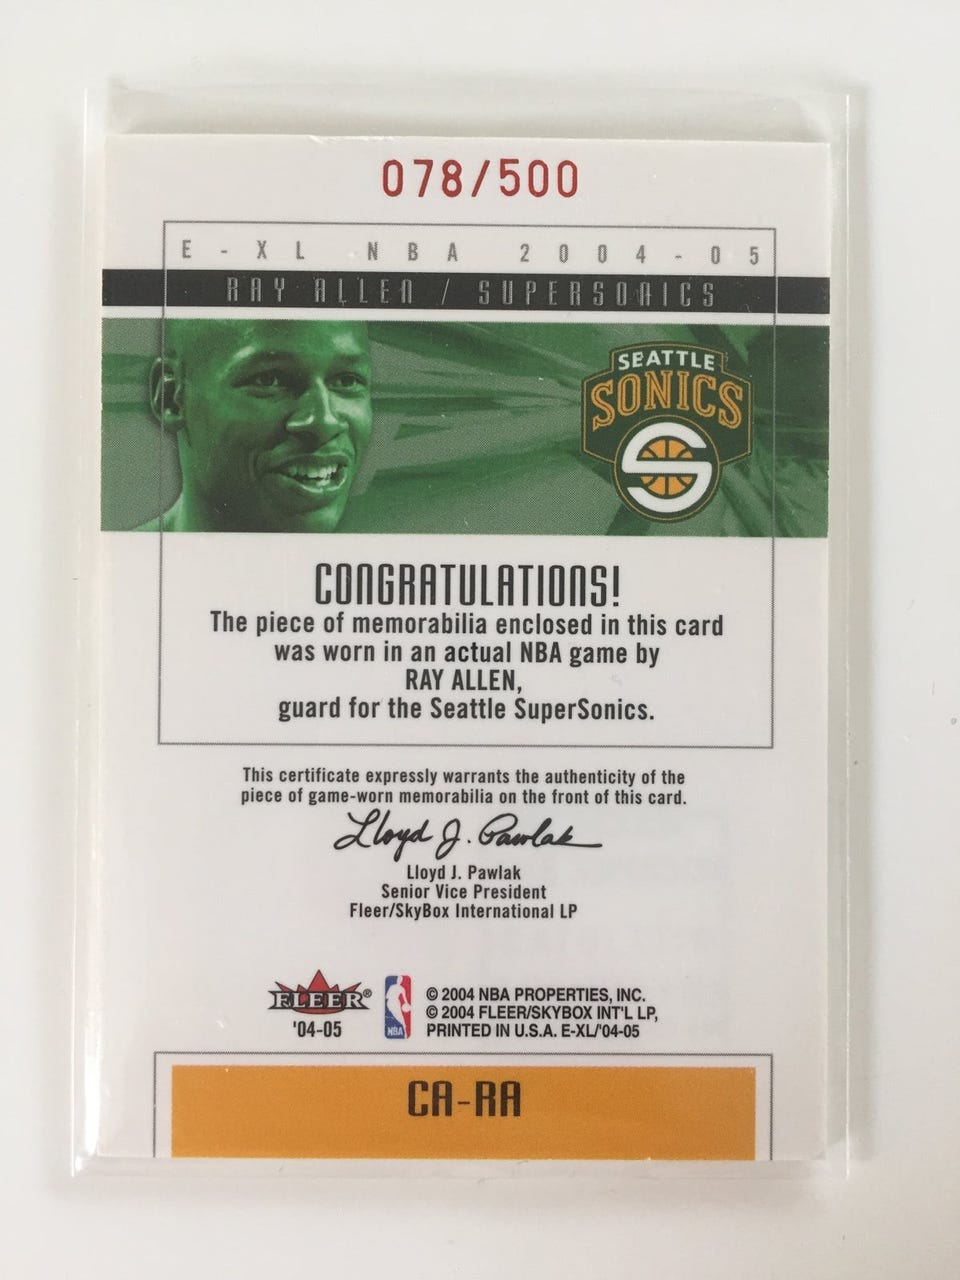 078/500
E-XL NBA 2004-05
RAY ALLEN / SUPERSONICS
SEATTLE
SONICS
S
CONGRATULATIONS!
The piece of memorabilia enclosed in this card
was worn in an actual NBA game by
RAY ALLEN,
guard for the Seattle SuperSonics.
This certificate expressly warrants the authenticity of the
piece of game-worn memorabilia on the front of this card.
Lloyd J. Pawlak
Lloyd J. Pawlak
Senior Vice President
Fleer/SkyBox International LP
FLEER®
'04-05
NBA
© 2004 NBA PROPERTIES, INC.
© 2004 FLEER/SKYBOX INT'L LP,
PRINTED IN U.S.A. E-XL/'04-05
CA-RA